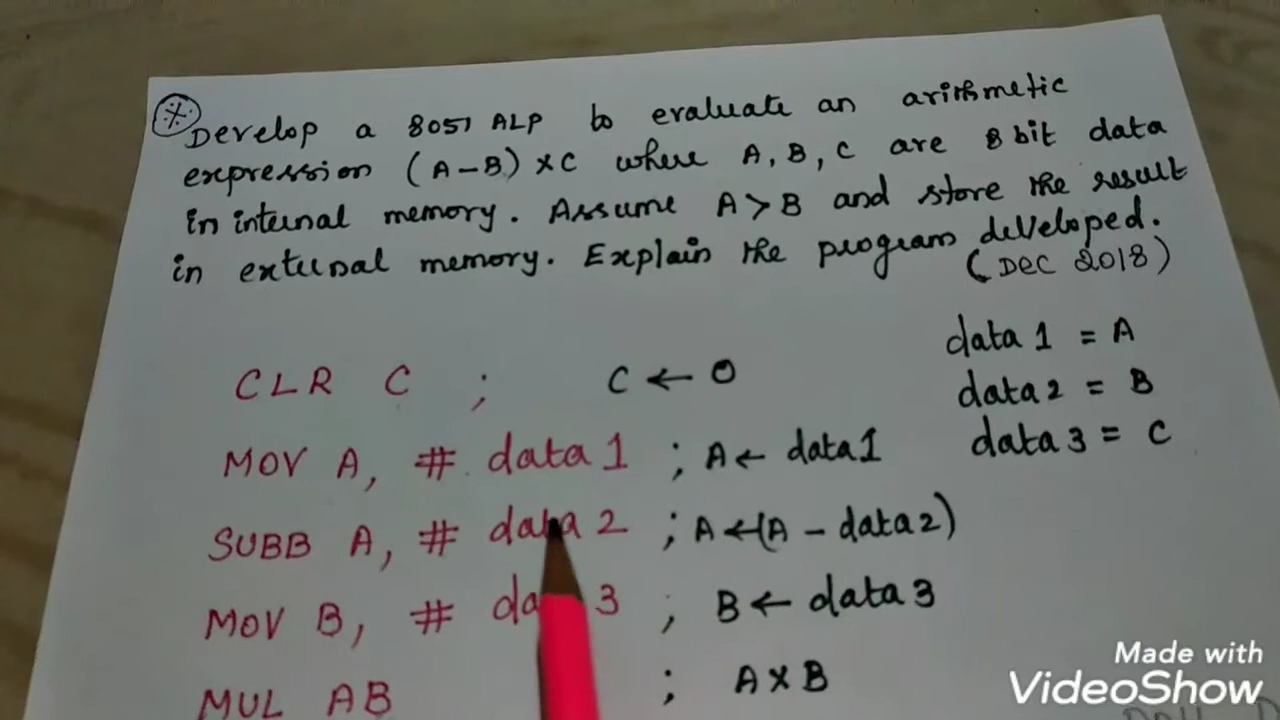 * Develop a 8051 ALP to evaluate an arithmetic
expression (A-B) × C where A, B, C are 8 bit data
in internal memory. Assume A > B and store the result
in external memory. Explain the program developed.
(DEC 2018)
data 1 = A
data 2 = B
data 3 = C
CLR C ; C ← 0
MOV A, # data 1 ; A ← data 1
SUBB A, # data 2 ; A ← (A - data 2)
MOV B, # data 3 ; B ← data 3
MUL AB ; A × B
Made with
VideoShow